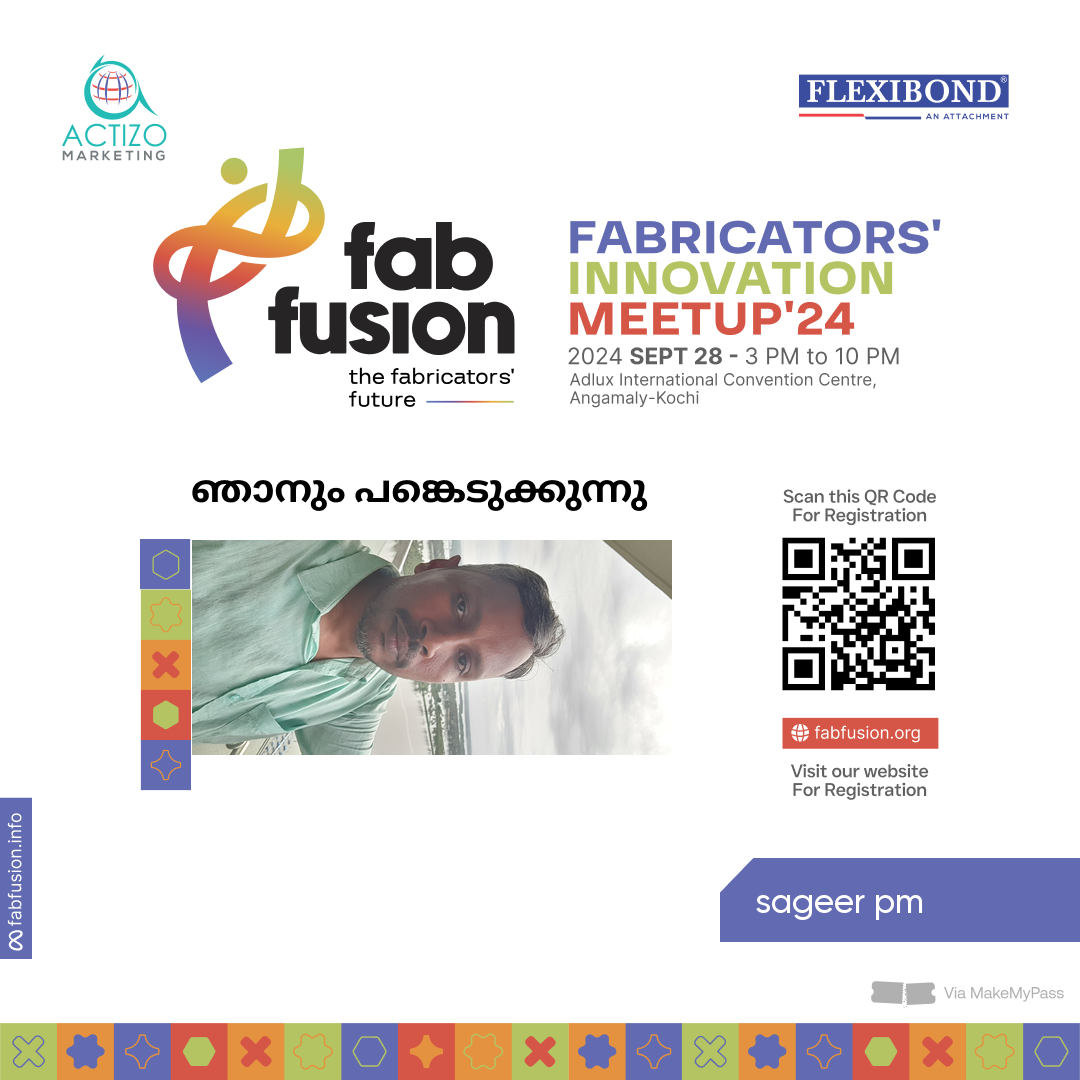 ACTIZO
MARKETING
FLEXIBOND®
AN ATTACHMENT
fab
fusion
the fabricators'
future
FABRICATORS'
INNOVATION
MEETUP'24
2024 SEPT 28 - 3 PM to 10 PM
Adlux International Convention Centre,
Angamaly-Kochi
ഞാനും പങ്കെടുക്കുന്നു
Scan this QR Code
For Registration
fabfusion.org
Visit our website
For Registration
fabfusion.info
sageer pm
Via MakeMyPass